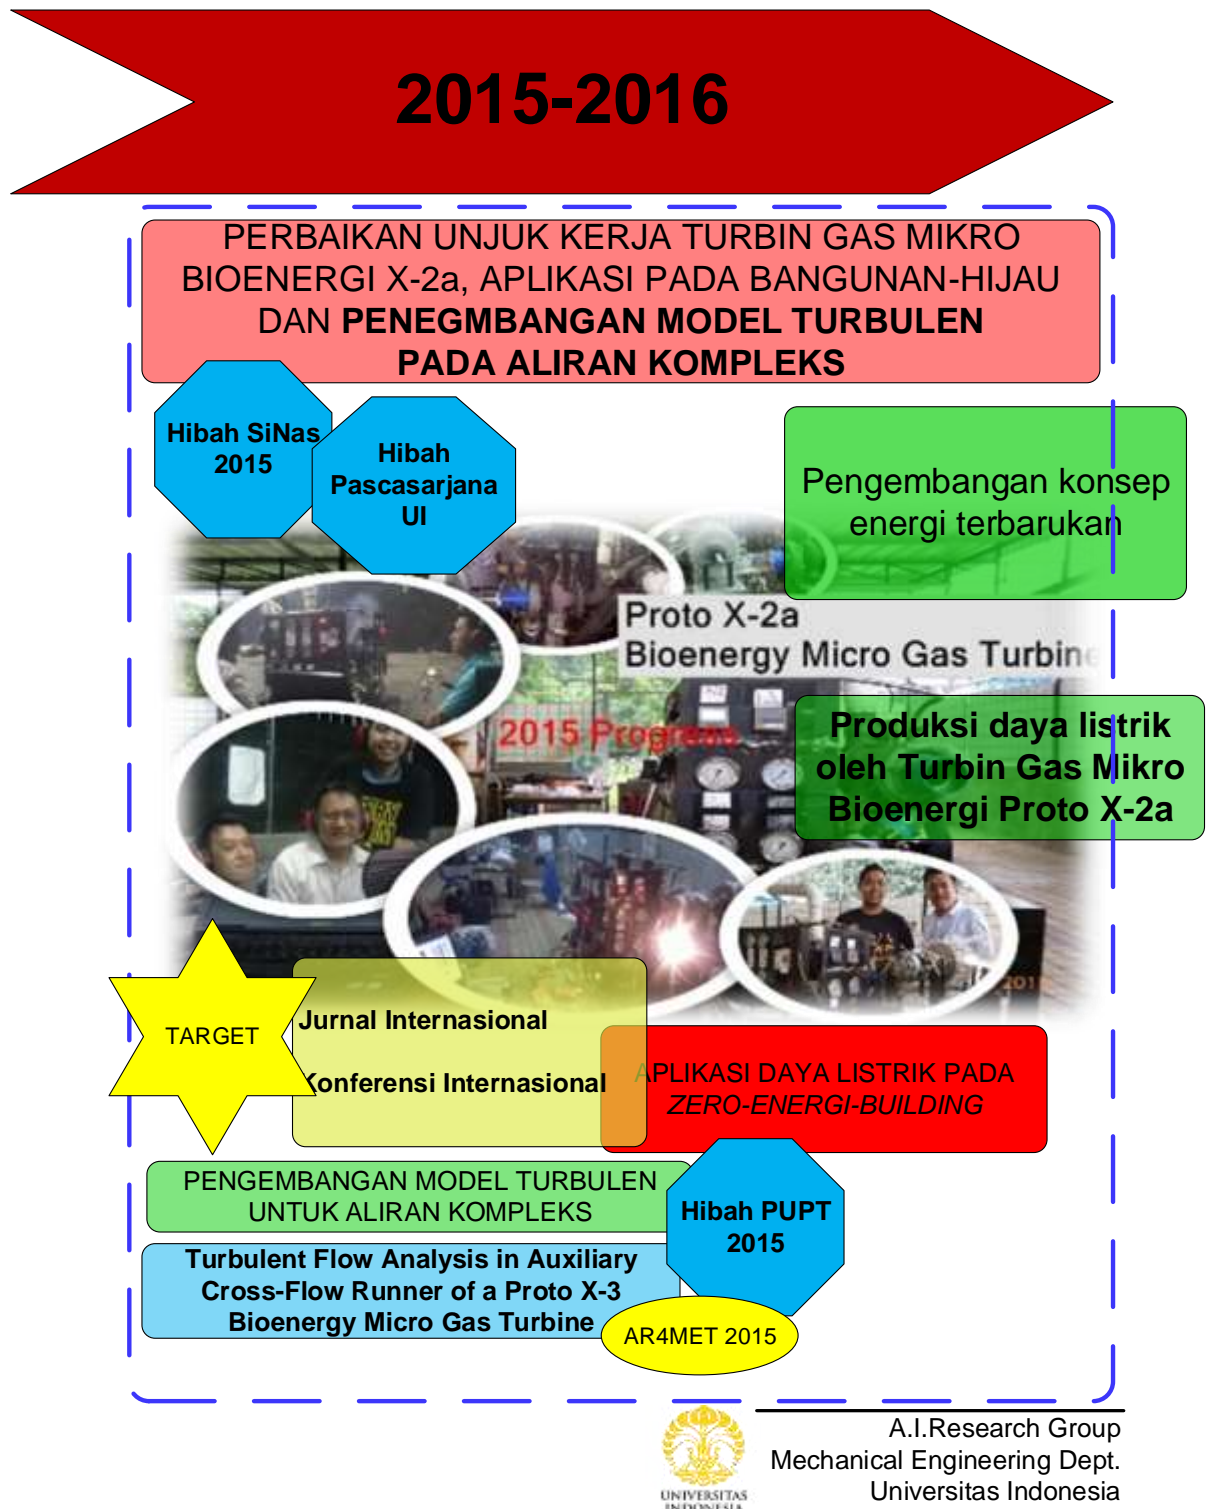 2015-2016
PERBAIKAN UNJUK KERJA TURBIN GAS MIKRO
BIOENERGI X-2a, APLIKASI PADA BANGUNAN-HIJAU
DAN PENEGMBANGAN MODEL TURBULEN
PADA ALIRAN KOMPLEKS
Hibah SiNas
2015
Hibah
Pascasarjana
UI
Pengembangan konsep
energi terbarukan
Proto X-2a
Bioenergy Micro Gas Turbine
2015 Progress
Produksi daya listrik
oleh Turbin Gas Mikro
Bioenergi Proto X-2a
TARGET
Jurnal Internasional
Konferensi Internasional
APLIKASI DAYA LISTRIK PADA
ZERO-ENERGI-BUILDING
PENGEMBANGAN MODEL TURBULEN
UNTUK ALIRAN KOMPLEKS
Hibah PUPT
2015
Turbulent Flow Analysis in Auxiliary
Cross-Flow Runner of a Proto X-3
Bioenergy Micro Gas Turbine
AR4MET 2015
UNIVERSITAS
INDONESIA
A.I.Research Group
Mechanical Engineering Dept.
Universitas Indonesia